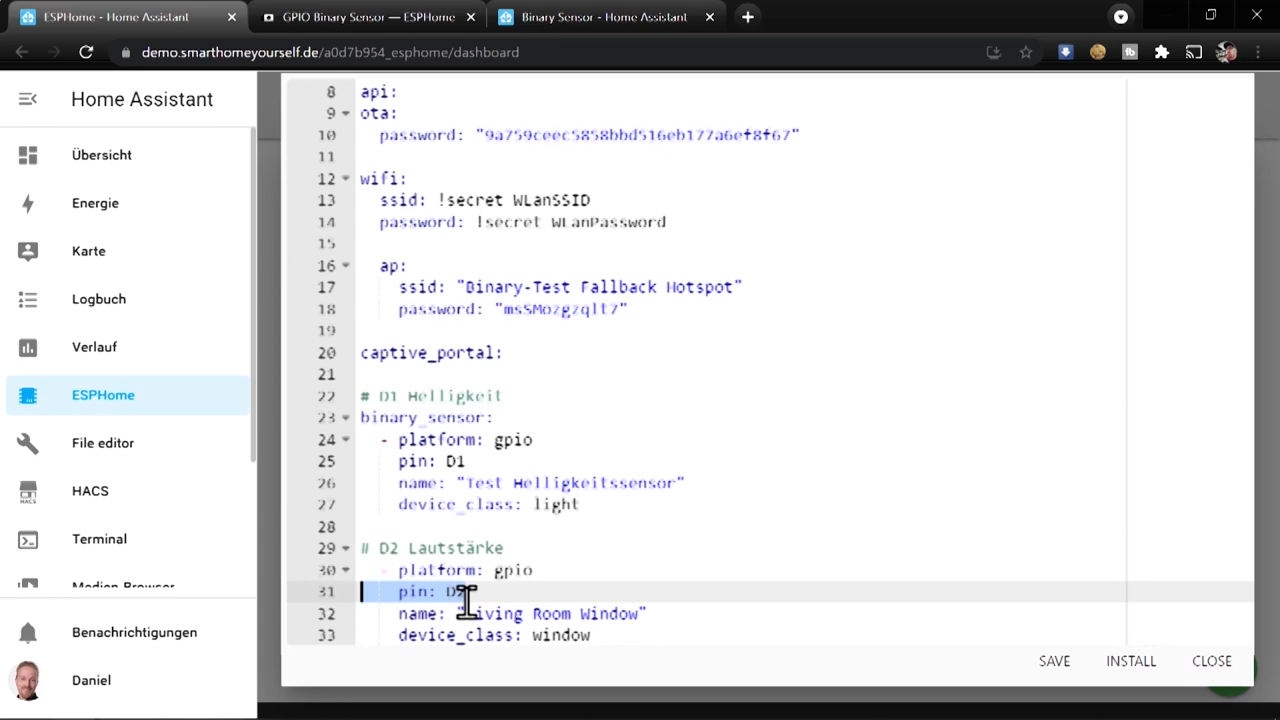 ESPHome - Home Assistant
GPIO Binary Sensor — ESPHome
Binary Sensor - Home Assistant
demo.smarthomeyourself.de/a0d7b954_esphome/dashboard
Home Assistant
Übersicht
Energie
Karte
Logbuch
Verlauf
ESPHome
File editor
HACS
Terminal
Medien Browser
Benachrichtigungen
Daniel
8 api:
9 ota:
10 password: "9a759ceec5858bbd516eb177a6ef8f67"
11
12 wifi:
13 ssid: !secret WLanSSID
14 password: !secret WLanPassword
15
16 ap:
17 ssid: "Binary-Test Fallback Hotspot"
18 password: "msSMozgzqlt7"
19
20 captive_portal:
21
22 # D1 Helligkeit
23 binary_sensor:
24 - platform: gpio
25 pin: D1
26 name: "Test Helligkeitssensor"
27 device_class: light
28
29 # D2 Lautstärke
30 - platform: gpio
31 pin:
32 name: "Living Room Window"
33 device_class: window
SAVE
INSTALL
CLOSE